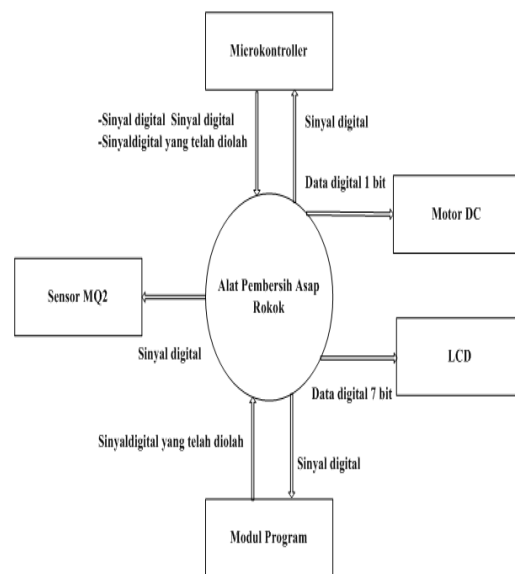 Microkontroller
-Sinyal digital Sinyal digital
-Sinyaldigital yang telah diolah
Sinyal digital
Data digital 1 bit
Motor DC
Alat Pembersih Asap
Rokok
Sensor MQ2
Sinyal digital
LCD
Data digital 7 bit
Sinyaldigital yang telah diolah
Sinyal digital
Modul Program